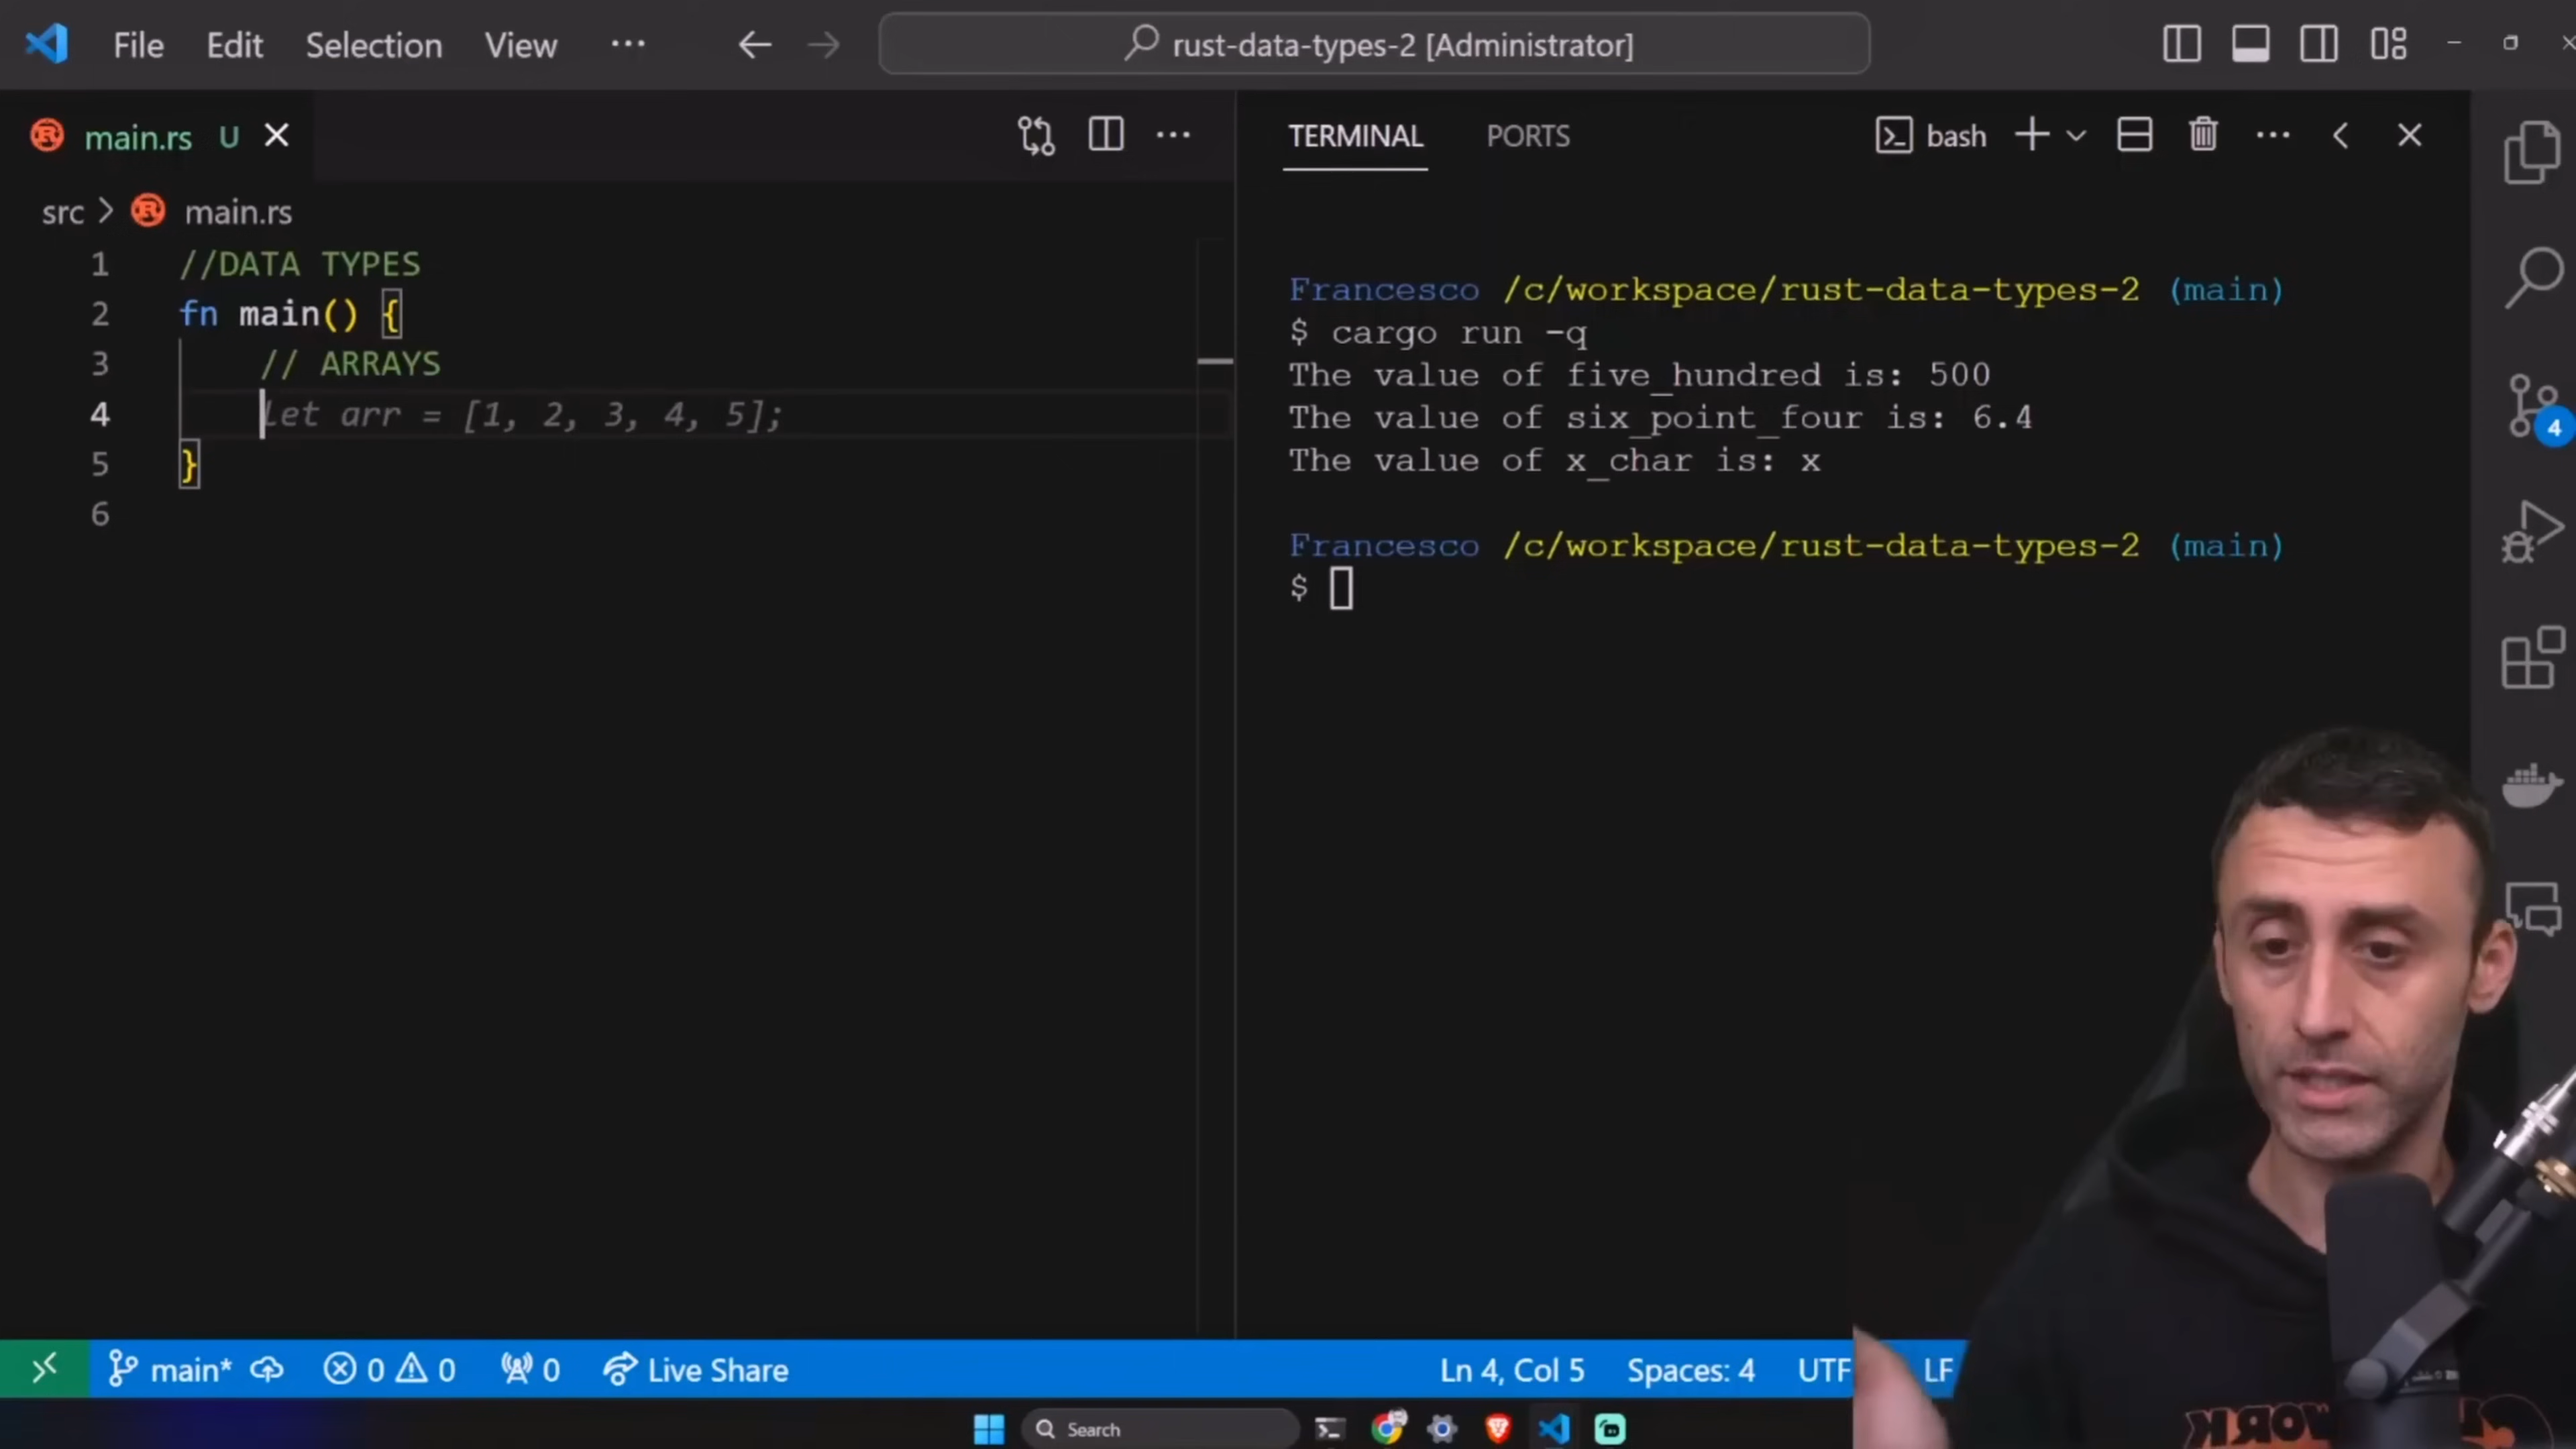 File Edit Selection View ··· rust-data-types-2 [Administrator]
main.rs U
TERMINAL PORTS bash
src > main.rs
1 //DATA TYPES
2 fn main() {
3 // ARRAYS
4 let arr = [1, 2, 3, 4, 5];
5 }
6
Francesco /c/workspace/rust-data-types-2 (main)
$ cargo run -q
The value of five_hundred is: 500
The value of six_point_four is: 6.4
The value of x_char is: x
Francesco /c/workspace/rust-data-types-2 (main)
$
4
main* 0 0 0 Live Share Ln 4, Col 5 Spaces: 4 UTF LF
Search